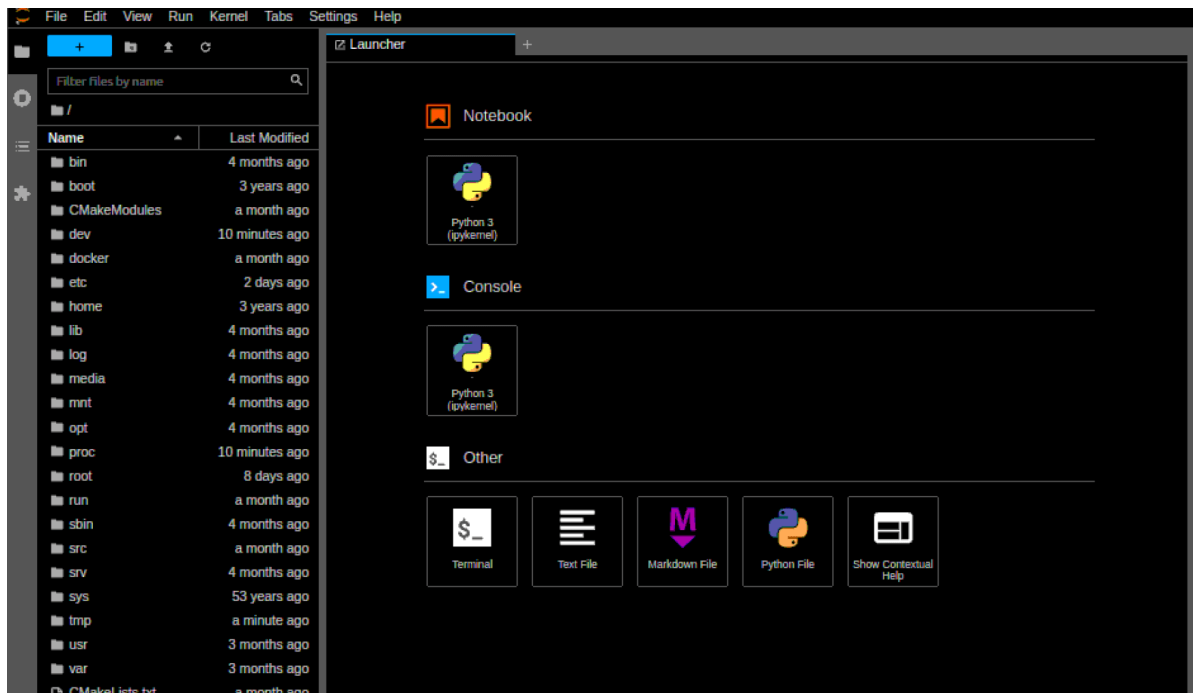 File Edit View Run Kernel Tabs Settings Help
Launcher
Filter files by name
/
Name Last Modified
bin 4 months ago
boot 3 years ago
CMakeModules a month ago
dev 10 minutes ago
docker a month ago
etc 2 days ago
home 3 years ago
lib 4 months ago
log 4 months ago
media 4 months ago
mnt 4 months ago
opt 4 months ago
proc 10 minutes ago
root 8 days ago
run a month ago
sbin 4 months ago
src a month ago
srv 4 months ago
sys 53 years ago
tmp a minute ago
usr 3 months ago
var 3 months ago
CMakeLists.txt a month ago
Notebook
Python 3
(ipykernel)
Console
Python 3
(ipykernel)
$_ Other
$_
M
Terminal
Text File
Markdown File
Python File
Show Contextual
Help